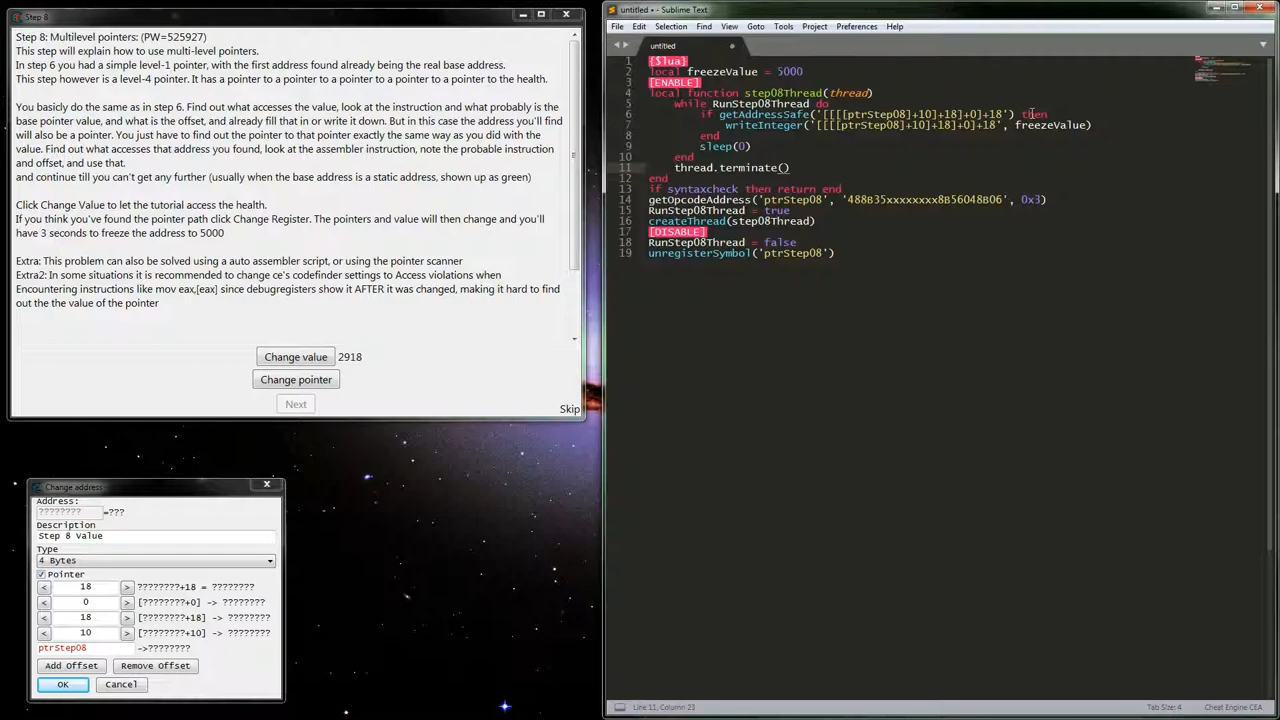 Step 8
Step 8: Multilevel pointers: (PW=525927)
This step will explain how to use multi-level pointers.
In step 6 you had a simple level-1 pointer, with the first address found already being the real base address.
This step however is a level-4 pointer. It has a pointer to a pointer to a pointer to a pointer to a pointer to the health.
You basicly do the same as in step 6. Find out what accesses the value, look at the instruction and what probably is the
base pointer value, and what is the offset, and already fill that in or write it down. But in this case the address you'll find
will also be a pointer. You just have to find out the pointer to that pointer exactly the same way as you did with the
value. Find out what accesses that address you found, look at the assembler instruction, note the probable instruction
and offset, and use that.
and continue till you can't get any further (usually when the base address is a static address, shown up as green)
Click Change Value to let the tutorial access the health.
If you think you've found the pointer path click Change Register. The pointers and value will then change and you'll
have 3 seconds to freeze the address to 5000
Extra: This problem can also be solved using a auto assembler script, or using the pointer scanner
Extra2: In some situations it is recommended to change ce's codefinder settings to Access violations when
Encountering instructions like mov eax,[eax] since debugregisters show it AFTER it was changed, making it hard to find
out the the value of the pointer
Change value 2918
Change pointer
Next
Skip
Change address
Address:
???????? =???
Description
Step 8 Value
Type
4 Bytes
Pointer
< 18 > ????????+18 = ????????
< 0 > [????????+0] -> ????????
< 18 > [????????+18] -> ????????
< 10 > [????????+10] -> ????????
ptrStep08 ->????????
Add Offset Remove Offset
OK Cancel
untitled • - Sublime Text
File Edit Selection Find View Goto Tools Project Preferences Help
untitled
1 {$lua}
2 local freezeValue = 5000
3 [ENABLE]
4 local function step08Thread(thread)
5 while RunStep08Thread do
6 if getAddressSafe('[[[[ptrStep08]+10]+18]+0]+18') then
7 writeInteger('[[[[ptrStep08]+10]+18]+0]+18', freezeValue)
8 end
9 sleep(0)
10 end
11 thread.terminate()
12 end
13 if syntaxcheck then return end
14 getOpcodeAddress('ptrStep08', '488B35xxxxxxxx8B56048B06', 0x3)
15 RunStep08Thread = true
16 createThread(step08Thread)
17 [DISABLE]
18 RunStep08Thread = false
19 unregisterSymbol('ptrStep08')
Line 11, Column 23 Tab Size: 4 Cheat Engine CEA